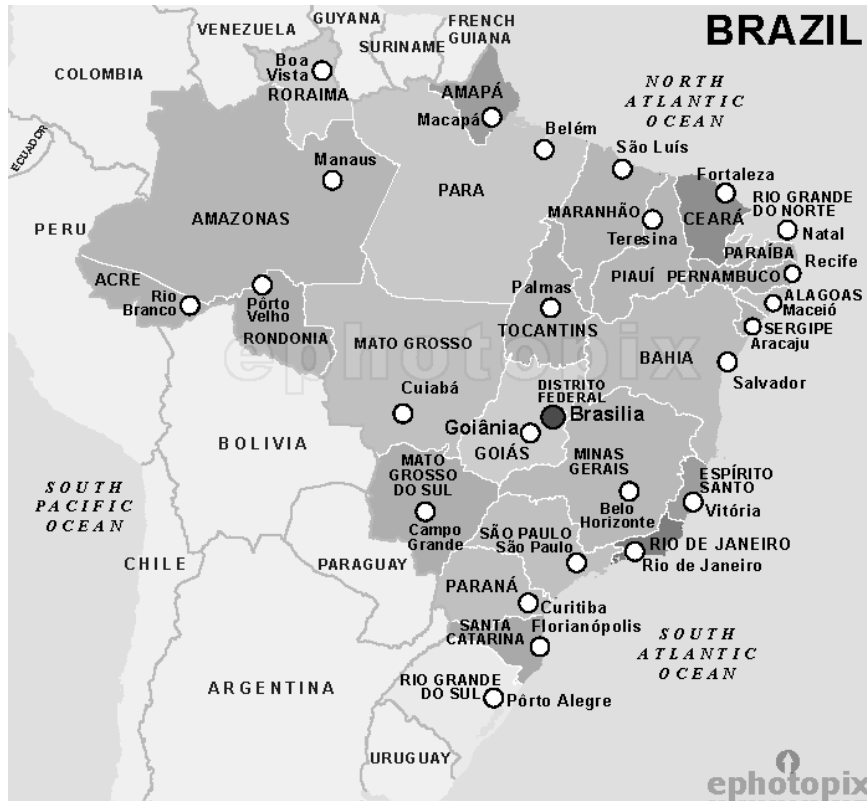 BRAZIL
GUYANA
FRENCH
GUIANA
VENEZUELA
SURINAME
COLOMBIA
Boa
Vista
RORAIMA
AMAPÁ
Macapá
NORTH
ATLANTIC
OCEAN
ECUADOR
Belém
São Luís
Manaus
PARA
Fortaleza
AMAZONAS
MARANHÃO
CEARÁ
RIO GRANDE
DO NORTE
Natal
PERU
Teresina
PARAÍBA
Recife
ACRE
PIAUÍ
PERNAMBUCO
Rio
Branco
Pôrto
Velho
Palmas
ALAGOAS
Maceió
RONDONIA
MATO GROSSO
TOCANTINS
SERGIPE
Aracaju
ephotopix
BAHIA
Salvador
Cuiabá
DISTRITO
FEDERAL
Brasilia
Goiânia
GOIÁS
BOLIVIA
MATO
GROSSO
DO SUL
MINAS
GERAIS
ESPÍRITO
SANTO
Vitória
SOUTH
PACIFIC
OCEAN
Belo
Horizonte
Campo
Grande
SÃO PAULO
São Paulo
RIO DE JANEIRO
Rio de Janeiro
CHILE
PARAGUAY
PARANÁ
Curitiba
SANTA
CATARINA
Florianópolis
SOUTH
ATLANTIC
OCEAN
ARGENTINA
RIO GRANDE
DO SUL
Pôrto Alegre
URUGUAY
ephotopix